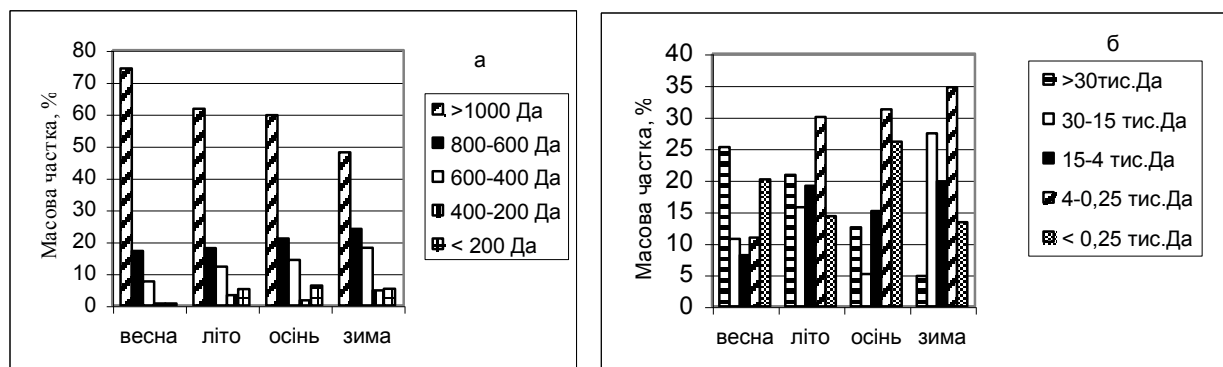 а
Масова частка, %
80
70
60
50
40
30
20
10
0
весна літо осінь зима
>1000 Да
800-600 Да
600-400 Да
400-200 Да
< 200 Да
б
Масова частка, %
40
35
30
25
20
15
10
5
0
весна літо осінь зима
>30тис.Да
30-15 тис.Да
15-4 тис.Да
4-0,25 тис.Да
< 0,25 тис.Да